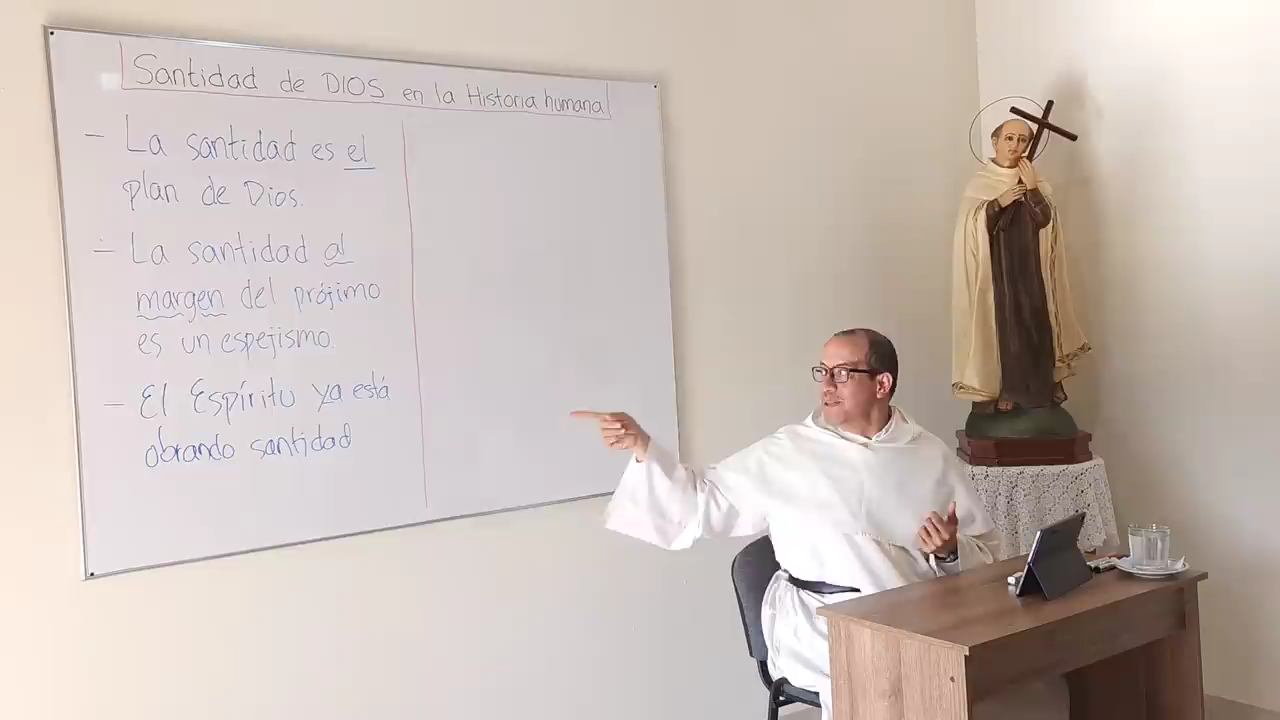 Santidad de DIOS en la Historia humana
- La santidad es el
plan de Dios.
- La santidad al
margen del prójimo
es un espejismo.
- El Espíritu ya está
obrando santidad